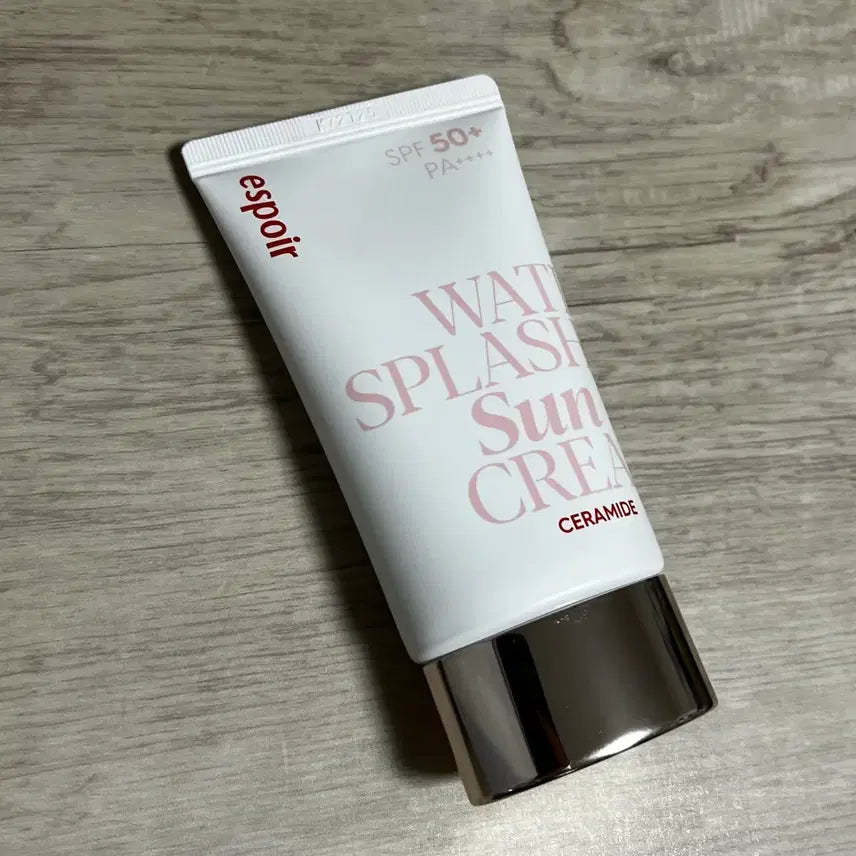 SPF 50+
PA++++
espoir
WAT
SPLASH
Sun
CREA
CERAMIDE